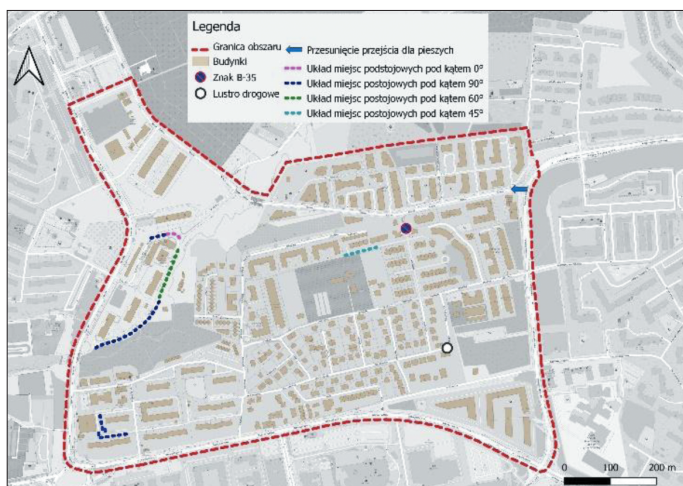 Legenda
Granica obszaru
Budynki
Znak B-35
Lustro drogowe
Przesunięcie przejścia dla pieszych
Układ miejsc podstojowych pod kątem 0°
Układ miejsc postojowych pod kątem 90°
Układ miejsc postojowych pod kątem 60°
Układ miejsc postojowych pod kątem 45°
0 100 200 m